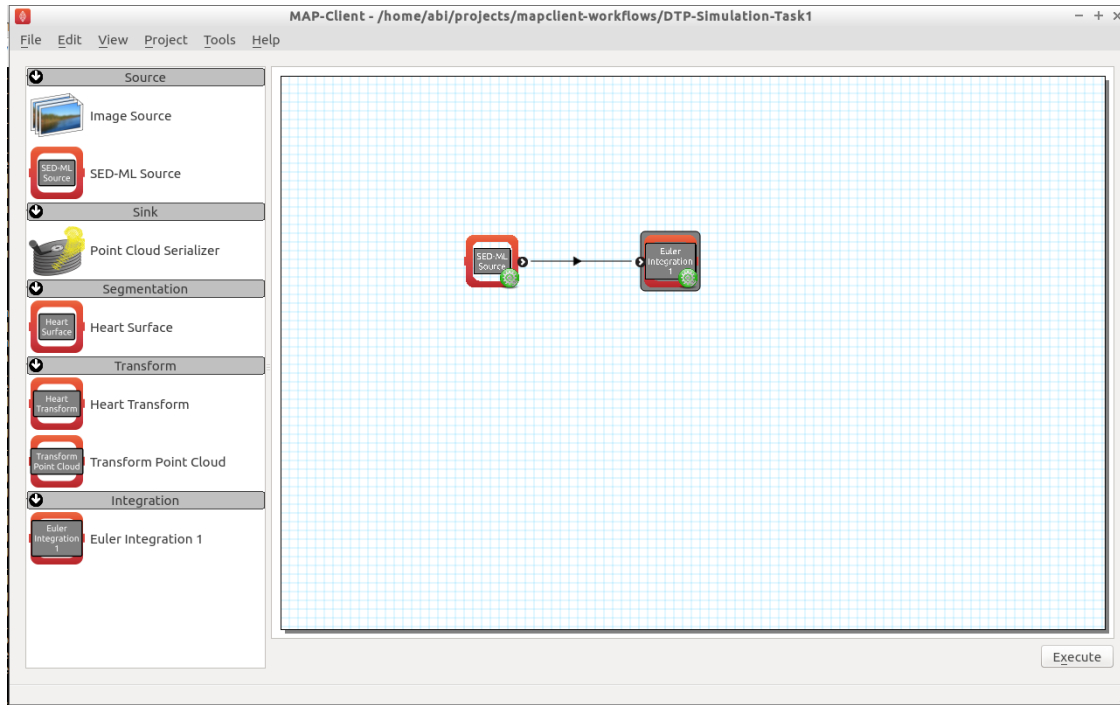 MAP-Client - /home/abi/projects/mapclient-workflows/DTP-Simulation-Task1
File Edit View Project Tools Help
Source
Image Source
SED-ML
Source
SED-ML Source
Sink
Point Cloud Serializer
Segmentation
Heart
Surface
Heart Surface
Transform
Heart
Transform
Heart Transform
Transform
Point Cloud
Transform Point Cloud
Integration
Euler
Integration
1
Euler Integration 1
SED-ML
Source
Euler
Integration
1
Execute